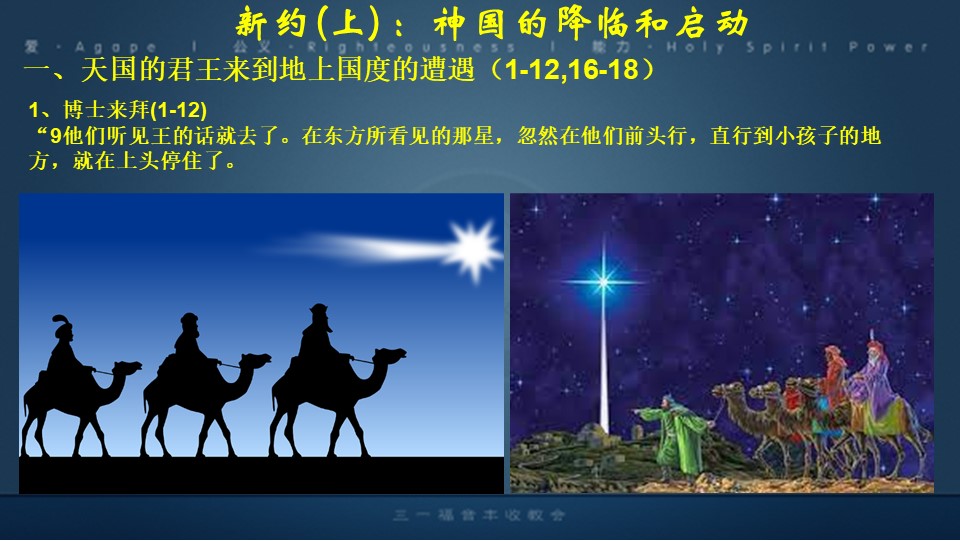 新约(上)：神国的降临和启动
爱·Agape | 公义·Righteousness | 能力·Holy Spirit Power
一、天国的君王来到地上国度的遭遇（1-12,16-18）
1、博士来拜(1-12)
“9他们听见王的话就去了。在东方所看见的那星，忽然在他们前头行，直行到小孩子的地
方，就在上头停住了。
三一福音丰收教会